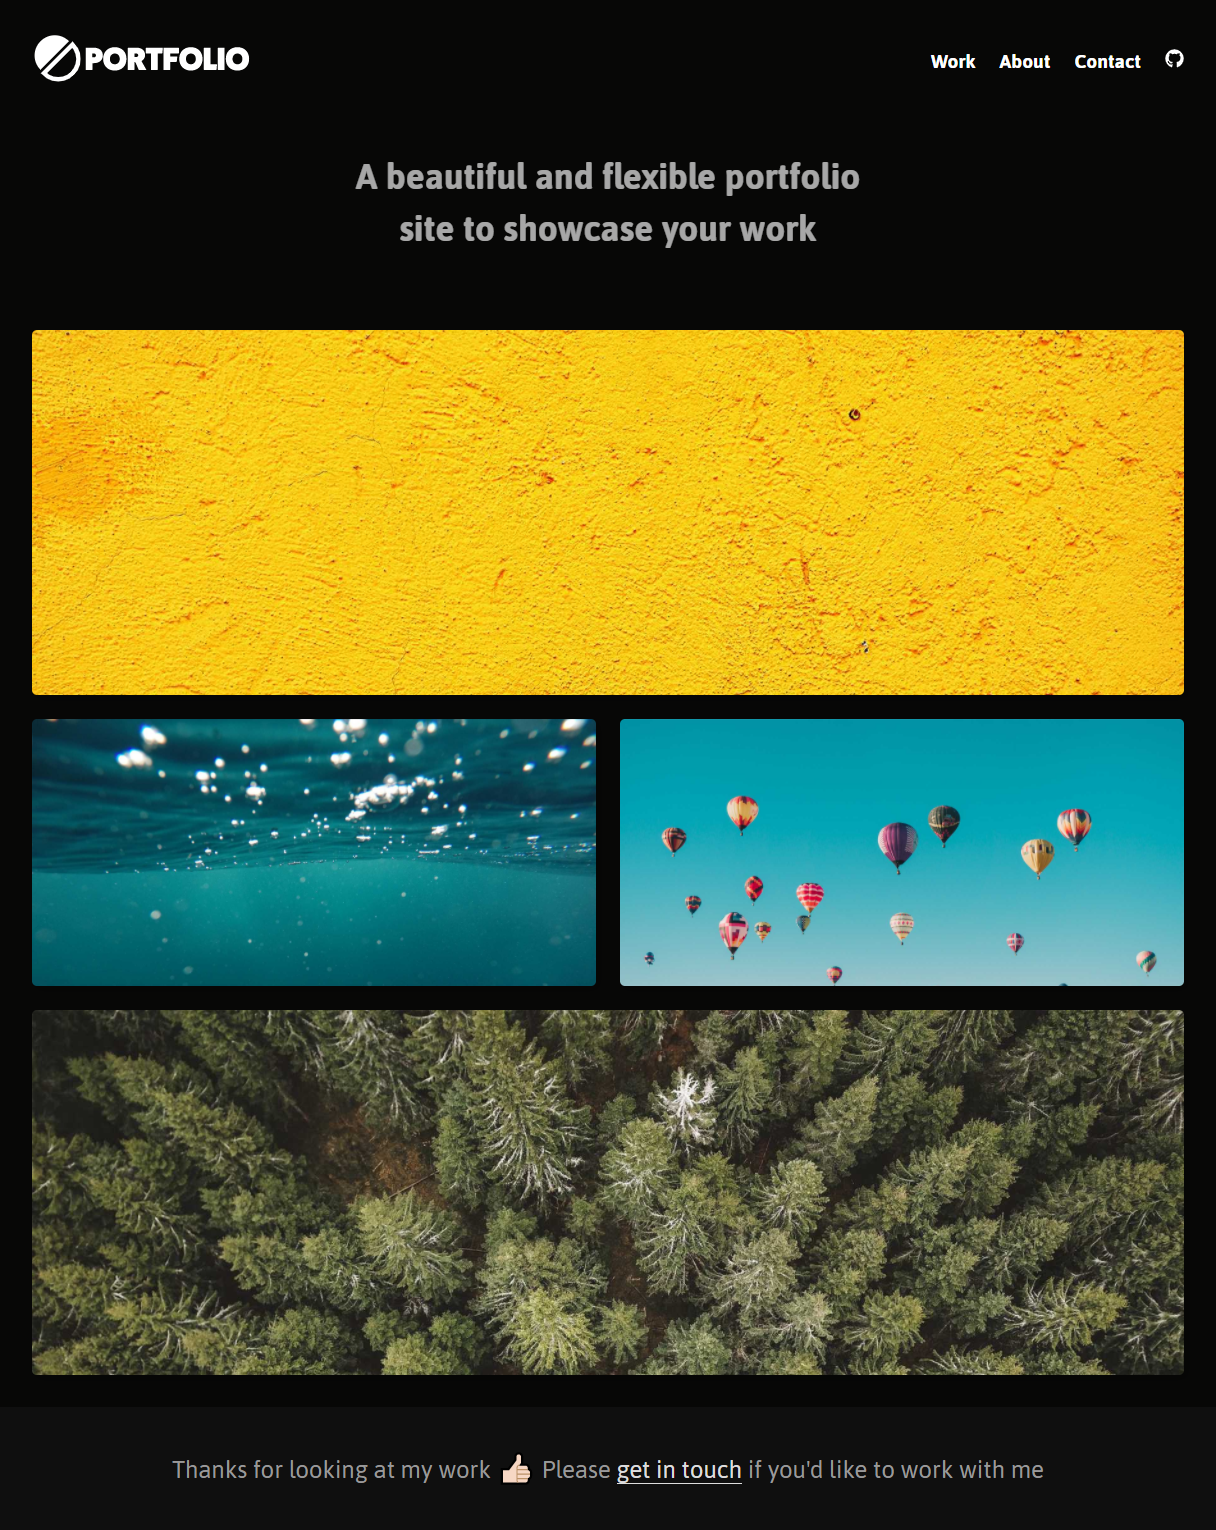 PORTFOLIO
Work About Contact
A beautiful and flexible portfolio
site to showcase your work
Thanks for looking at my work 👍🏻 Please get in touch if you'd like to work with me